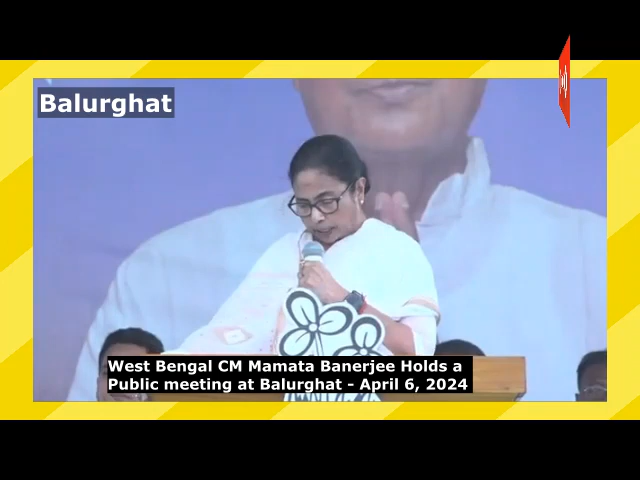 Balurghat
West Bengal CM Mamata Banerjee Holds a
Public meeting at Balurghat - April 6, 2024